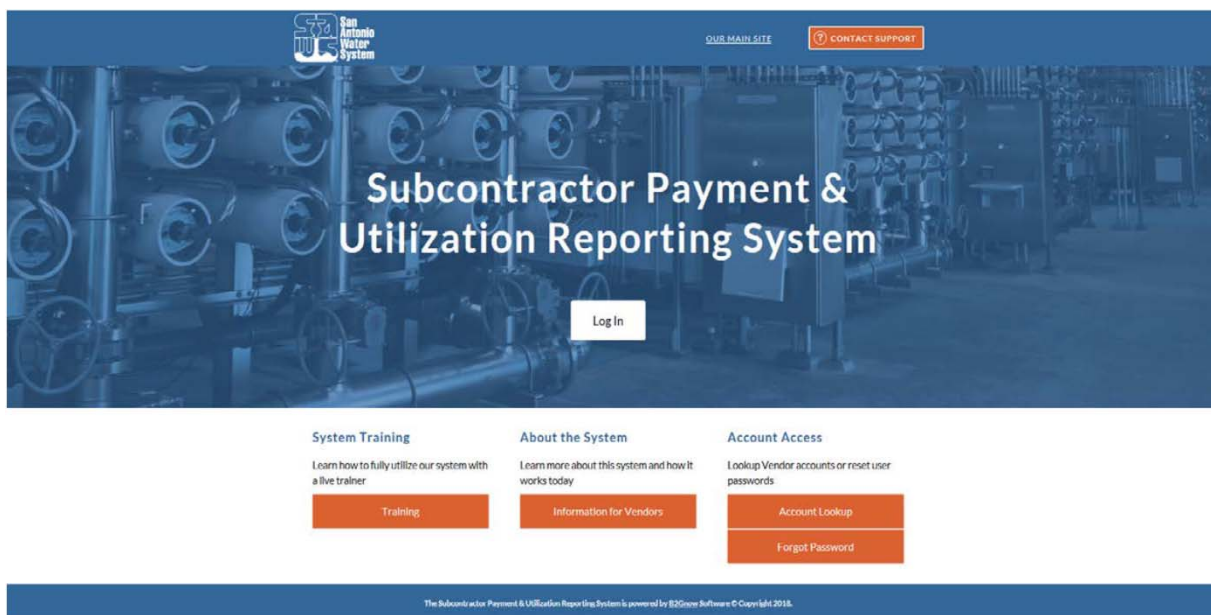 SaWS
San
Antonio
Water
System
OUR MAIN SITE
? CONTACT SUPPORT
Subcontractor Payment &
Utilization Reporting System
Log In
System Training
Learn how to fully utilize our system with
a live trainer
Training
About the System
Learn more about this system and how it
works today
Information for Vendors
Account Access
Lookup Vendor accounts or reset user
passwords
Account Lookup
Forgot Password
The Subcontractor Payment & Utilization Reporting System is powered by B2Gnow Software © Copyright 2018.